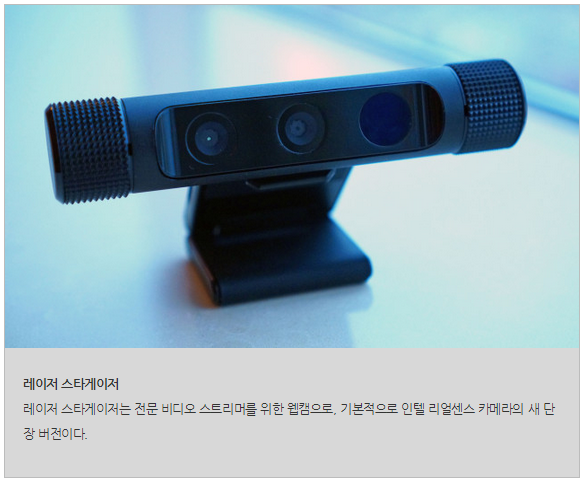 레이저 스타게이저
레이저 스타게이저는 전문 비디오 스트리머를 위한 웹캠으로, 기본적으로 인텔 리얼센스 카메라의 새 단
장 버전이다.